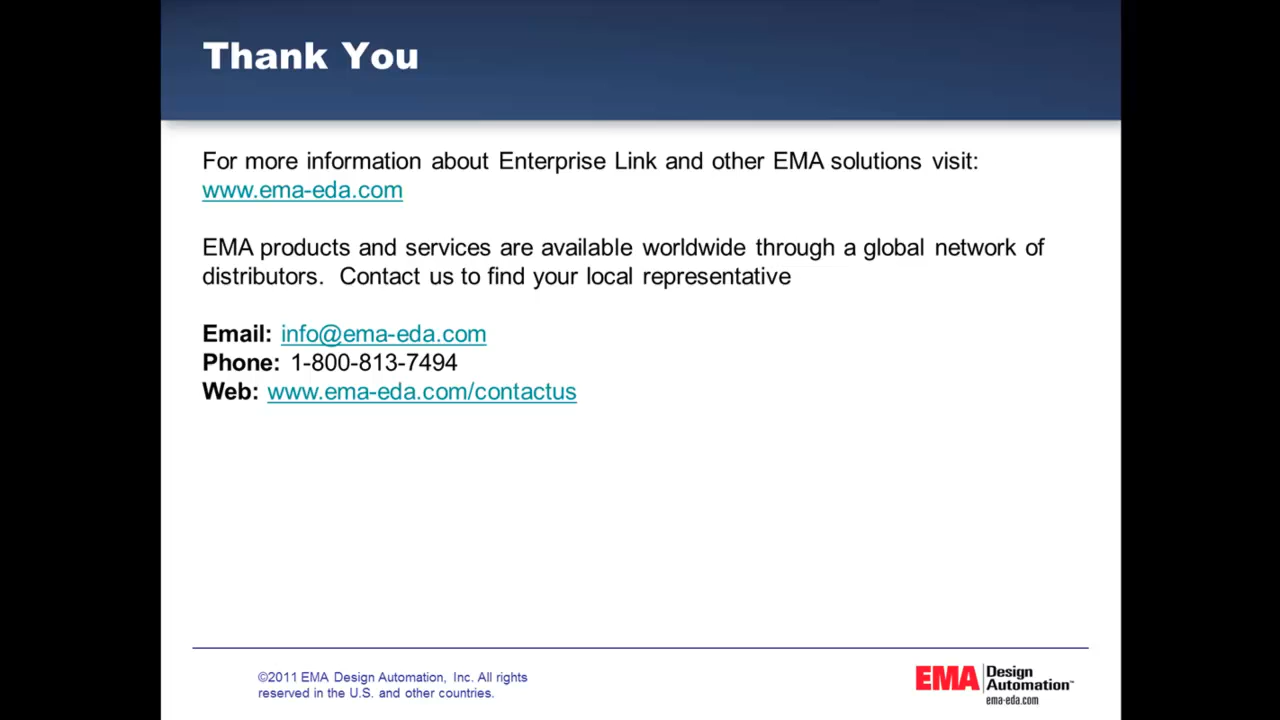 Thank You
For more information about Enterprise Link and other EMA solutions visit:
www.ema-eda.com
EMA products and services are available worldwide through a global network of
distributors.  Contact us to find your local representative
Email: info@ema-eda.com
Phone: 1-800-813-7494
Web: www.ema-eda.com/contactus
©2011 EMA Design Automation, Inc. All rights
reserved in the U.S. and other countries.
EMA Design
Automation™
ema-eda.com